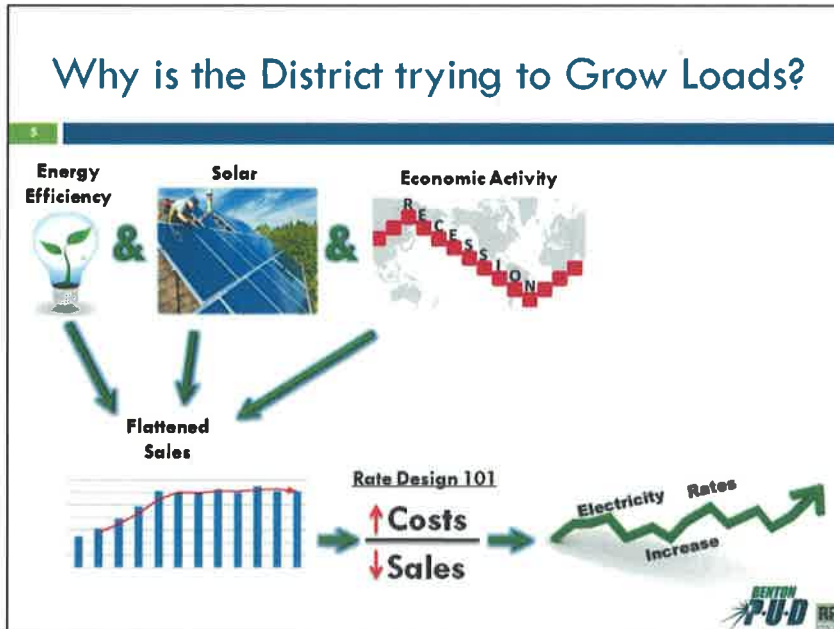 Why is the District trying to Grow Loads?
5
Energy
Efficiency
&
Solar
&
Economic Activity
RECESSION
Flattened
Sales
Rate Design 101
Costs
Sales
Electricity Rates
Increase
BENTON
P·U·D